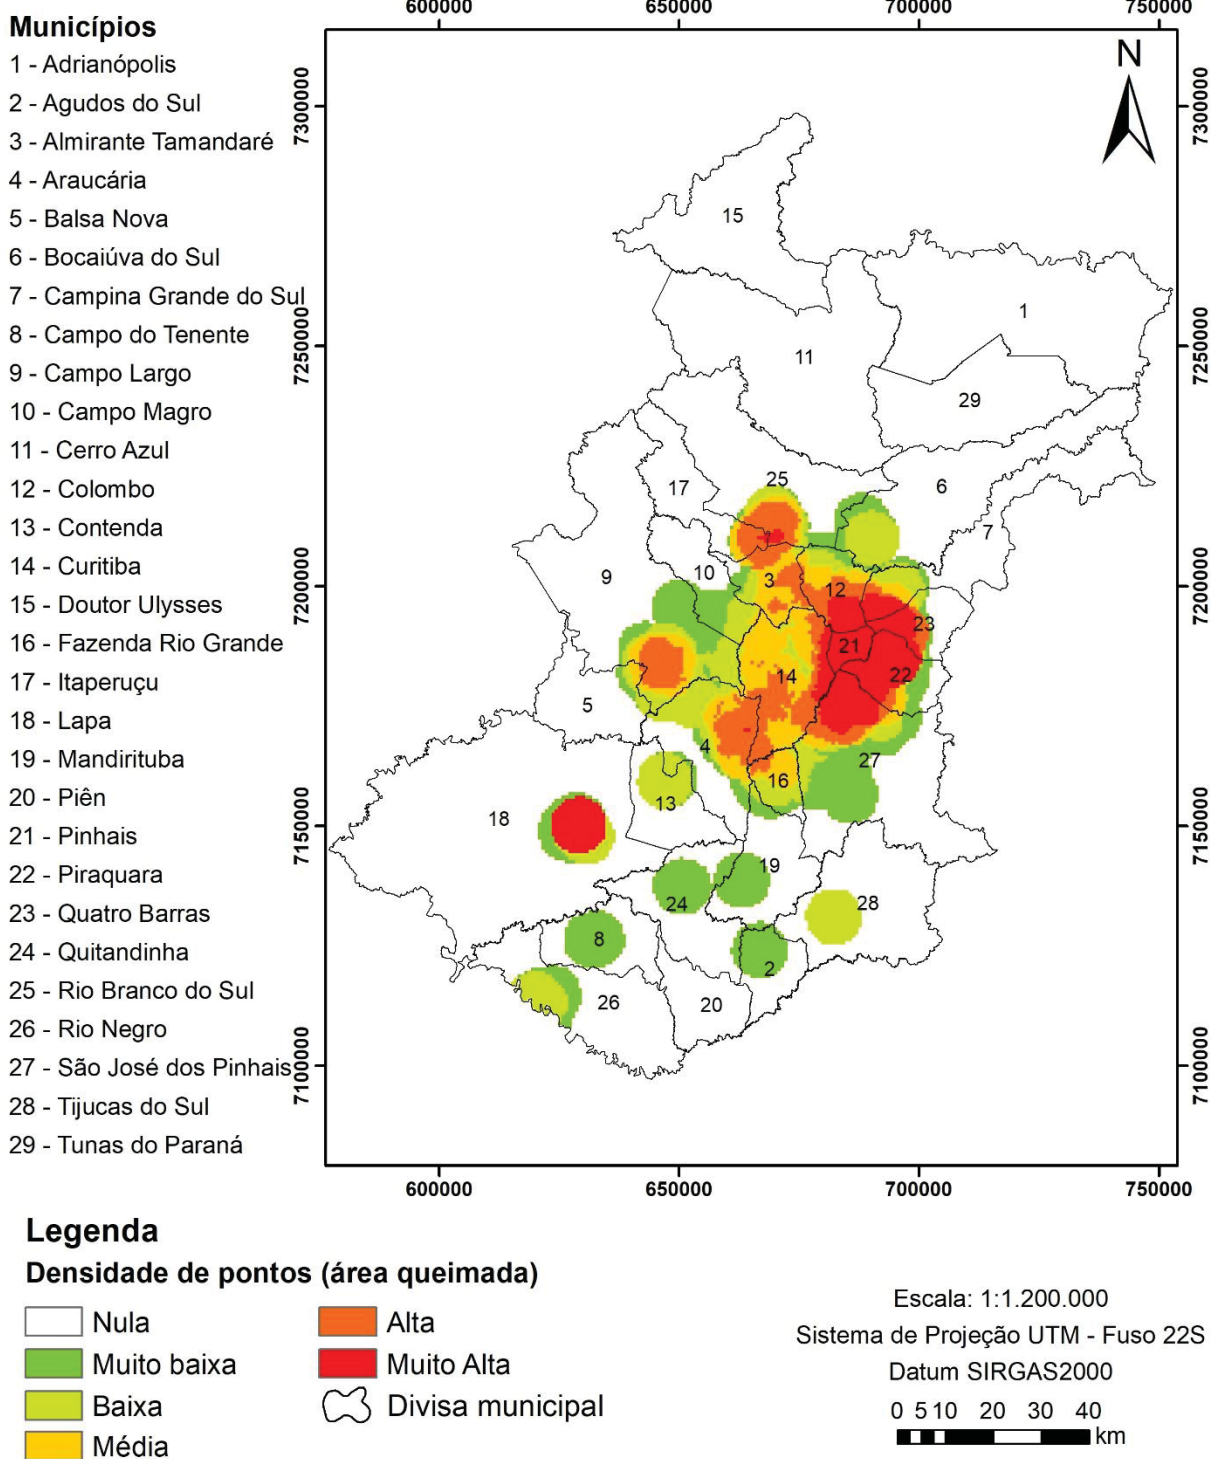 Municípios
1 - Adrianópolis
2 - Agudos do Sul
3 - Almirante Tamandaré
4 - Araucária
5 - Balsa Nova
6 - Bocaiúva do Sul
7 - Campina Grande do Sul
8 - Campo do Tenente
9 - Campo Largo
10 - Campo Magro
11 - Cerro Azul
12 - Colombo
13 - Contenda
14 - Curitiba
15 - Doutor Ulysses
16 - Fazenda Rio Grande
17 - Itaperuçu
18 - Lapa
19 - Mandirituba
20 - Piên
21 - Pinhais
22 - Piraquara
23 - Quatro Barras
24 - Quitandinha
25 - Rio Branco do Sul
26 - Rio Negro
27 - São José dos Pinhais
28 - Tijucas do Sul
29 - Tunas do Paraná
600000 650000 700000 750000
N
7300000 7300000
15
1
7250000 7250000
11
29
25
17 6
7
10
9 3 12
7200000 7200000
23
21
14 22
5
4
27
16
13
18
7150000 7150000
19
24 28
8
2
26 20
7100000 7100000
600000 650000 700000 750000
Legenda
Densidade de pontos (área queimada)
Nula
Muito baixa
Baixa
Média
Alta
Muito Alta
Divisa municipal
Escala: 1:1.200.000
Sistema de Projeção UTM - Fuso 22S
Datum SIRGAS2000
0 5 10 20 30 40
km